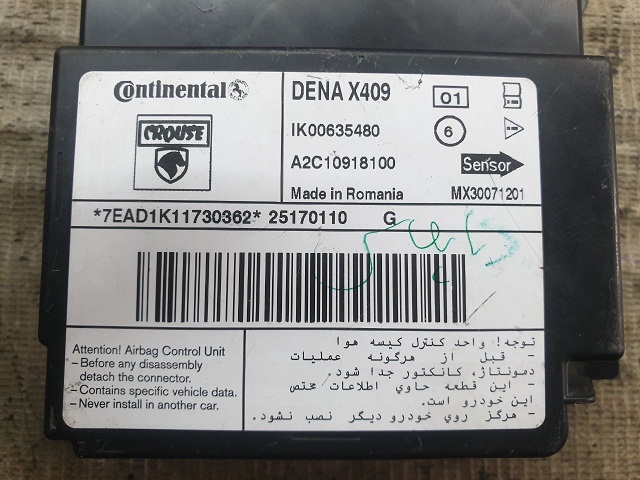 Continental
CROUSE
DENA X409
01
IK00635480
6
A2C10918100
Sensor
Made in Romania
MX30071201
*7EAD1K11730362* 25170110 G
Attention! Airbag Control Unit
– Before any disassembly
detach the connector.
– Contains specific vehicle data.
– Never install in another car.
توجه! واحد کنترل کیسه هوا
- قبل از هرگونه عملیات
دمونتاژ، کانکتور جدا شود.
- این قطعه حاوي اطلاعات مختص
این خودرو است.
- هرگز روي خودرو دیگر نصب نشود.